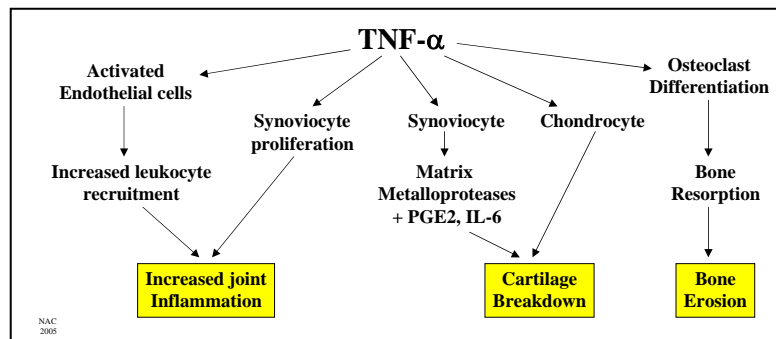 TNF-α
Activated
Endothelial cells
Osteoclast
Differentiation
Synoviocyte
proliferation
Synoviocyte
Chondrocyte
Increased leukocyte
recruitment
Matrix
Metalloproteases
+ PGE2, IL-6
Bone
Resorption
Increased joint
Inflammation
Cartilage
Breakdown
Bone
Erosion
NAC
2005